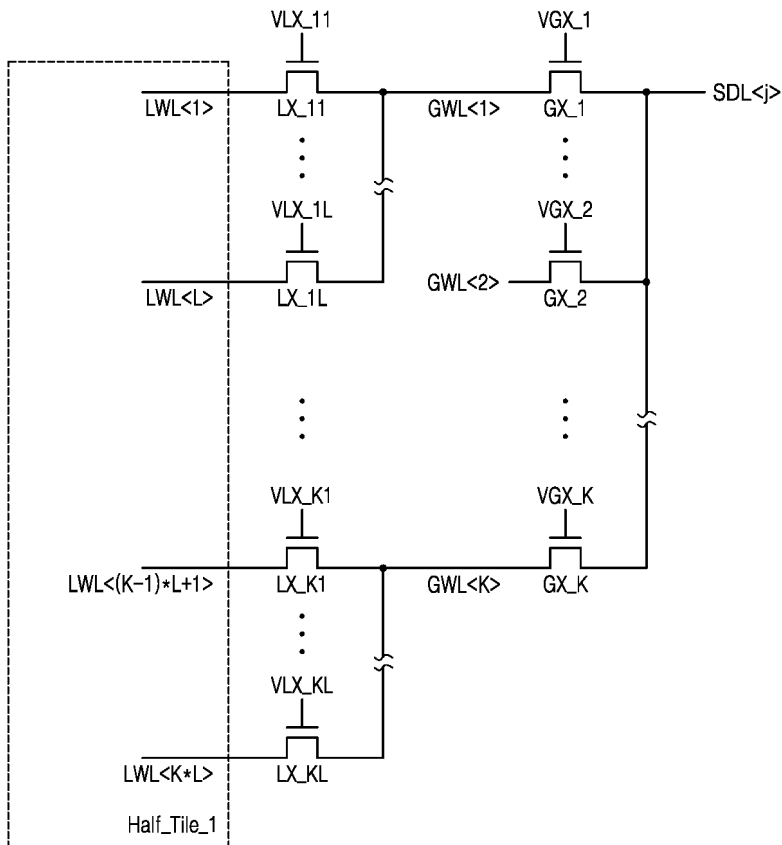 VLX_11 VGX_1
LWL<1> LX_11 GWL<1> GX_1 SDL<j>
VLX_1L VGX_2
LWL<L> LX_1L GWL<2> GX_2
VLX_K1 VGX_K
LWL<(K-1)*L+1> LX_K1 GWL<K> GX_K
VLX_KL
LWL<K*L> LX_KL
Half_Tile_1